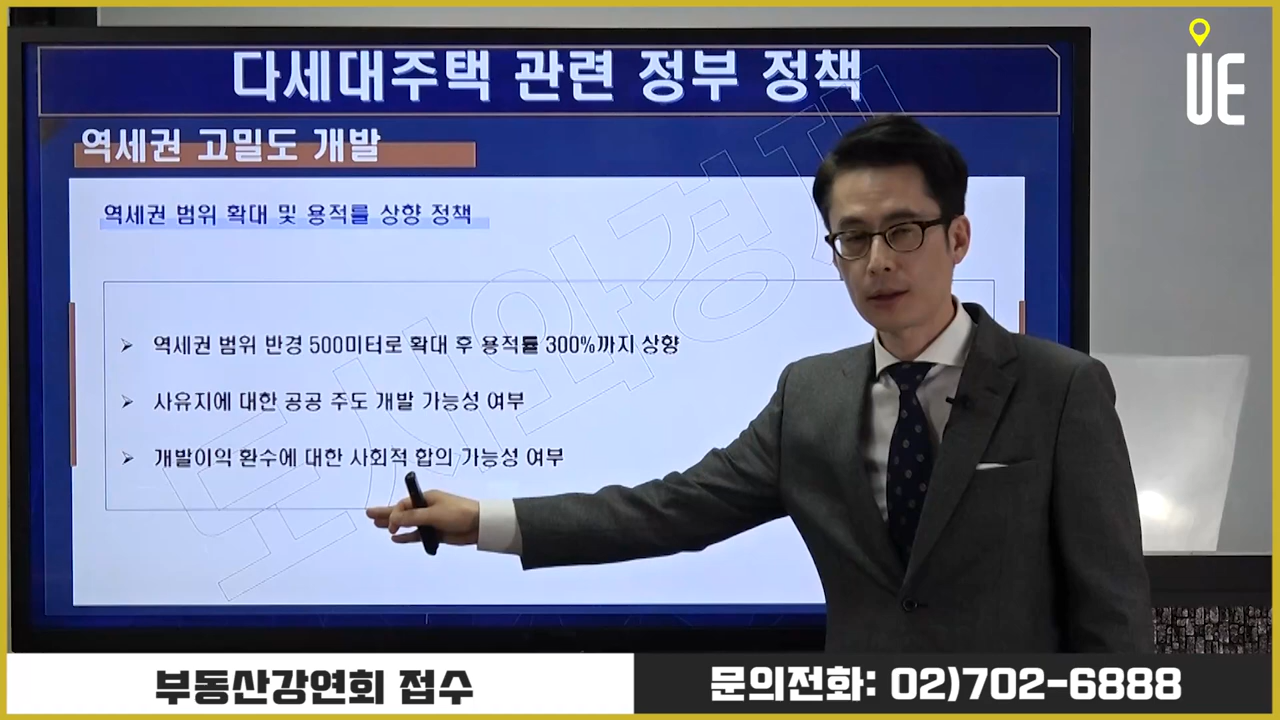 다세대주택 관련 정부 정책
UE
역세권 고밀도 개발
역세권 범위 확대 및 용적률 상향 정책
➢ 역세권 범위 반경 500미터로 확대 후 용적률 300%까지 상향
➢ 사유지에 대한 공공 주도 개발 가능성 여부
➢ 개발이익 환수에 대한 사회적 합의 가능성 여부
도시와경제
부동산강연회 접수
문의전화: 02)702-6888